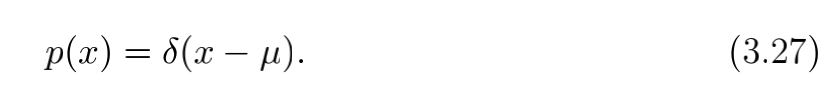 p(x) = δ(x − μ). (3.27)